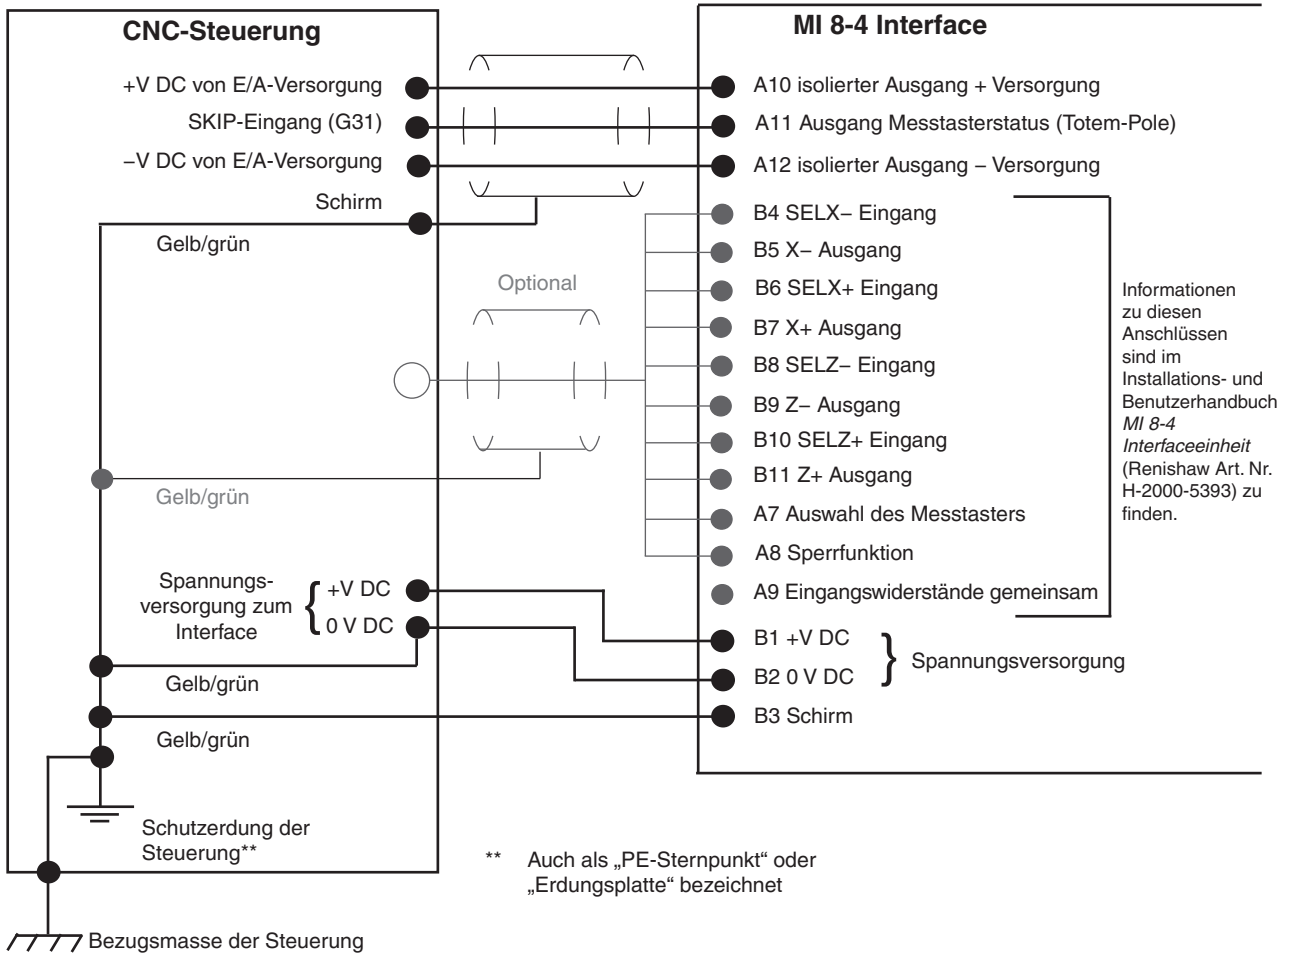 CNC-Steuerung
MI 8-4 Interface
+V DC von E/A-Versorgung
SKIP-Eingang (G31)
−V DC von E/A-Versorgung
Schirm
Gelb/grün
A10 isolierter Ausgang + Versorgung
A11 Ausgang Messtasterstatus (Totem-Pole)
A12 isolierter Ausgang − Versorgung
B4 SELX− Eingang
B5 X− Ausgang
B6 SELX+ Eingang
B7 X+ Ausgang
B8 SELZ− Eingang
B9 Z− Ausgang
B10 SELZ+ Eingang
B11 Z+ Ausgang
A7 Auswahl des Messtasters
A8 Sperrfunktion
A9 Eingangswiderstände gemeinsam
Informationen
zu diesen
Anschlüssen
sind im
Installations- und
Benutzerhandbuch
MI 8-4
Interfaceeinheit
(Renishaw Art. Nr.
H-2000-5393) zu
finden.
Optional
Gelb/grün
Spannungs-
versorgung zum
Interface
{
+V DC
0 V DC
Gelb/grün
Gelb/grün
B1 +V DC
B2 0 V DC
}
Spannungsversorgung
B3 Schirm
Schutzerdung der
Steuerung**
** Auch als „PE-Sternpunkt“ oder
„Erdungsplatte“ bezeichnet
Bezugsmasse der Steuerung